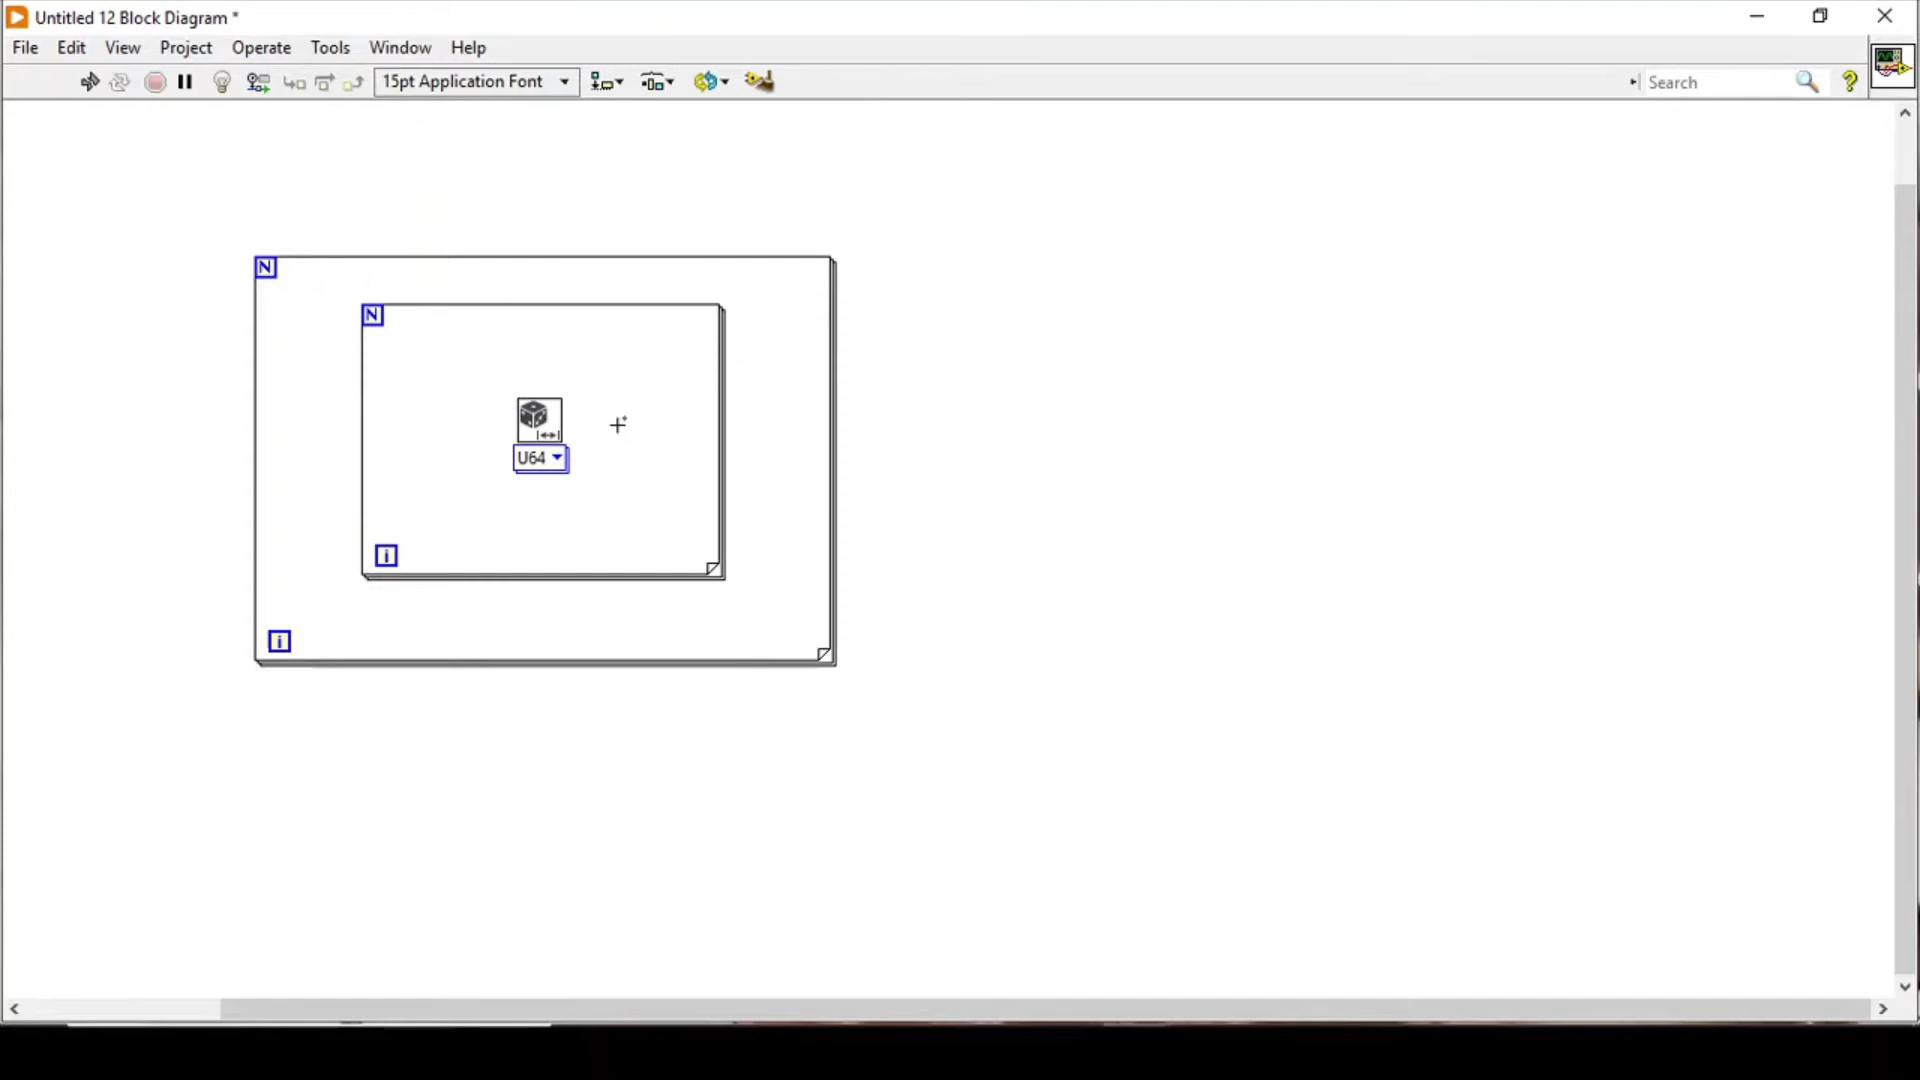 Untitled 12 Block Diagram *
File Edit View Project Operate Tools Window Help
15pt Application Font
Search
?
N
N
U64
i
i